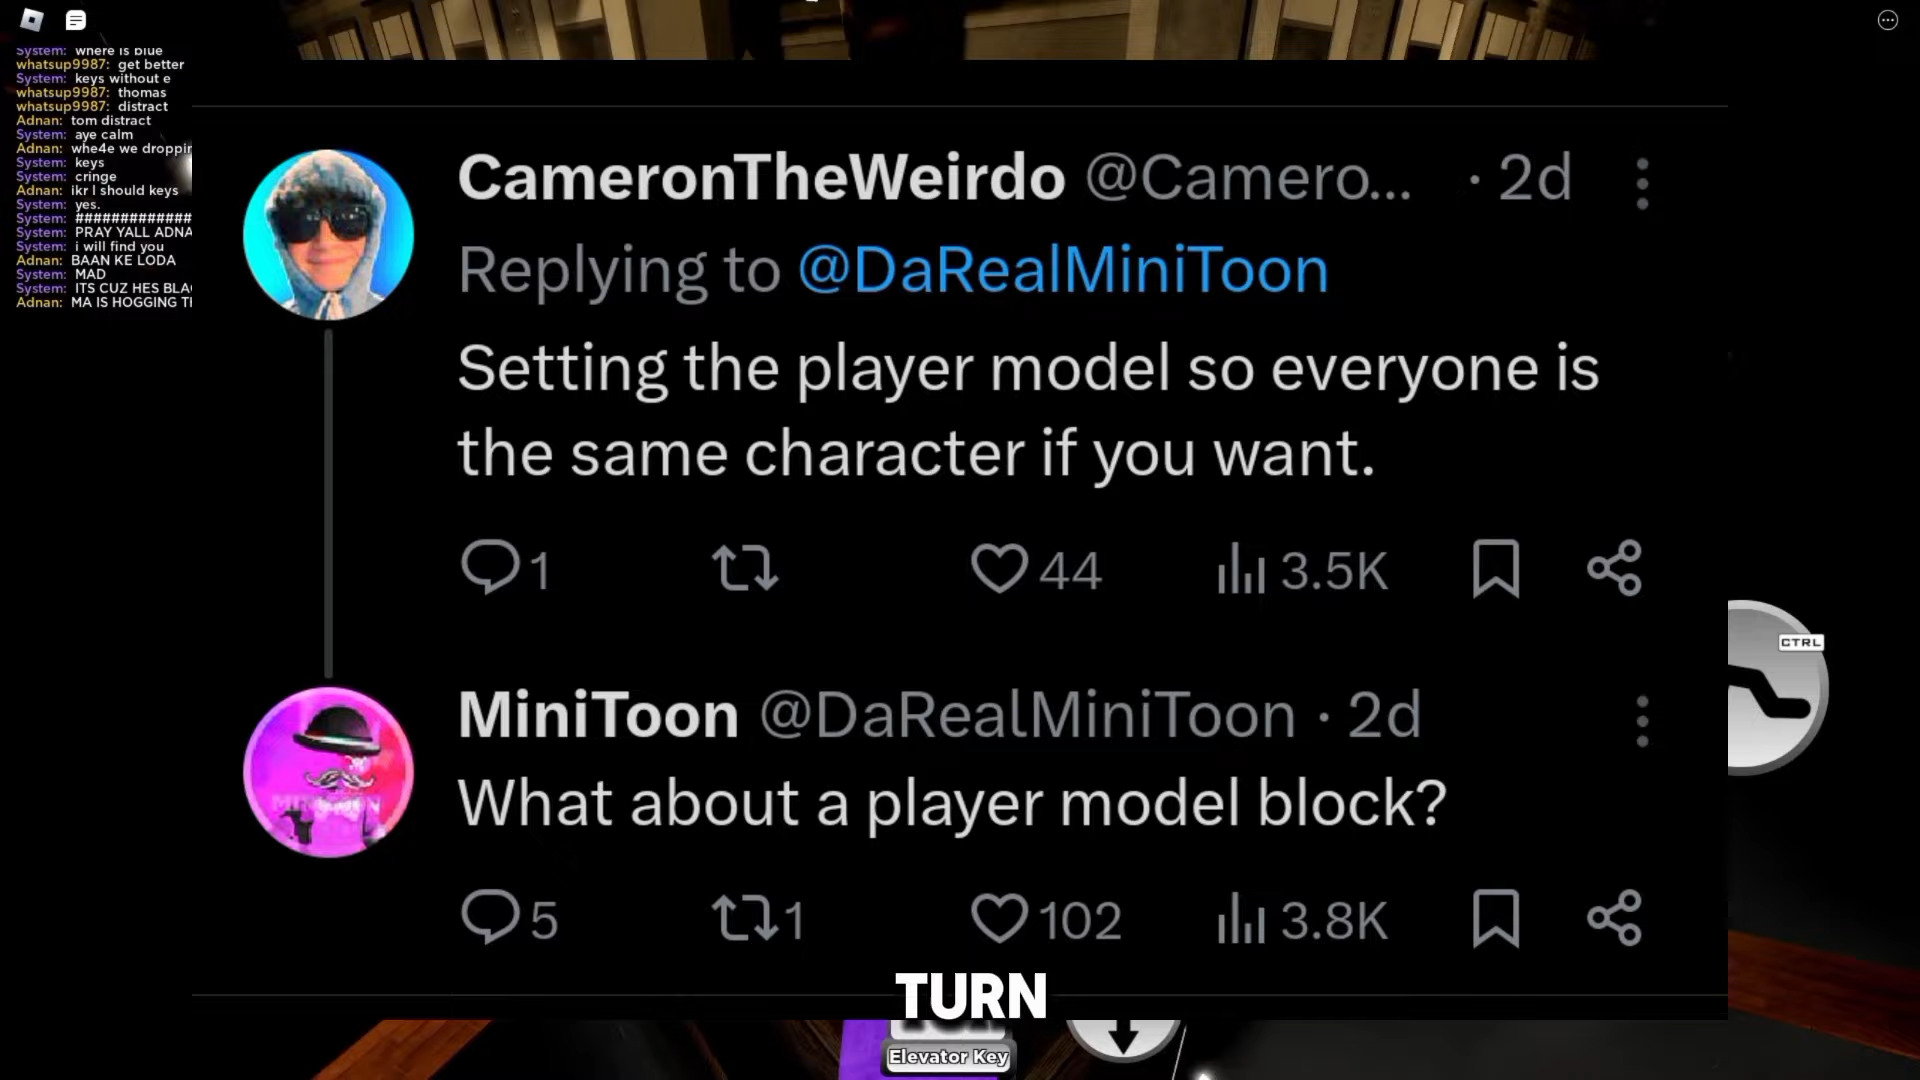 System: where is blue
whatsup9987: get better
System: keys without e
whatsup9987: thomas
whatsup9987: distract
Adnan: tom distract
System: aye calm
Adnan: whe4e we droppin
System: keys
System: cringe
Adnan: ikr I should keys
System: yes.
System: #############
System: PRAY YALL ADNA
System: i will find you
Adnan: BAAN KE LODA
System: MAD
System: ITS CUZ HES BLA
Adnan: MA IS HOGGING T
CameronTheWeirdo @Camero... · 2d
Replying to @DaRealMiniToon
Setting the player model so everyone is
the same character if you want.
1 44 3.5K
CTRL
MiniToon @DaRealMiniToon · 2d
What about a player model block?
5 1 102 3.8K
TURN
Elevator Key